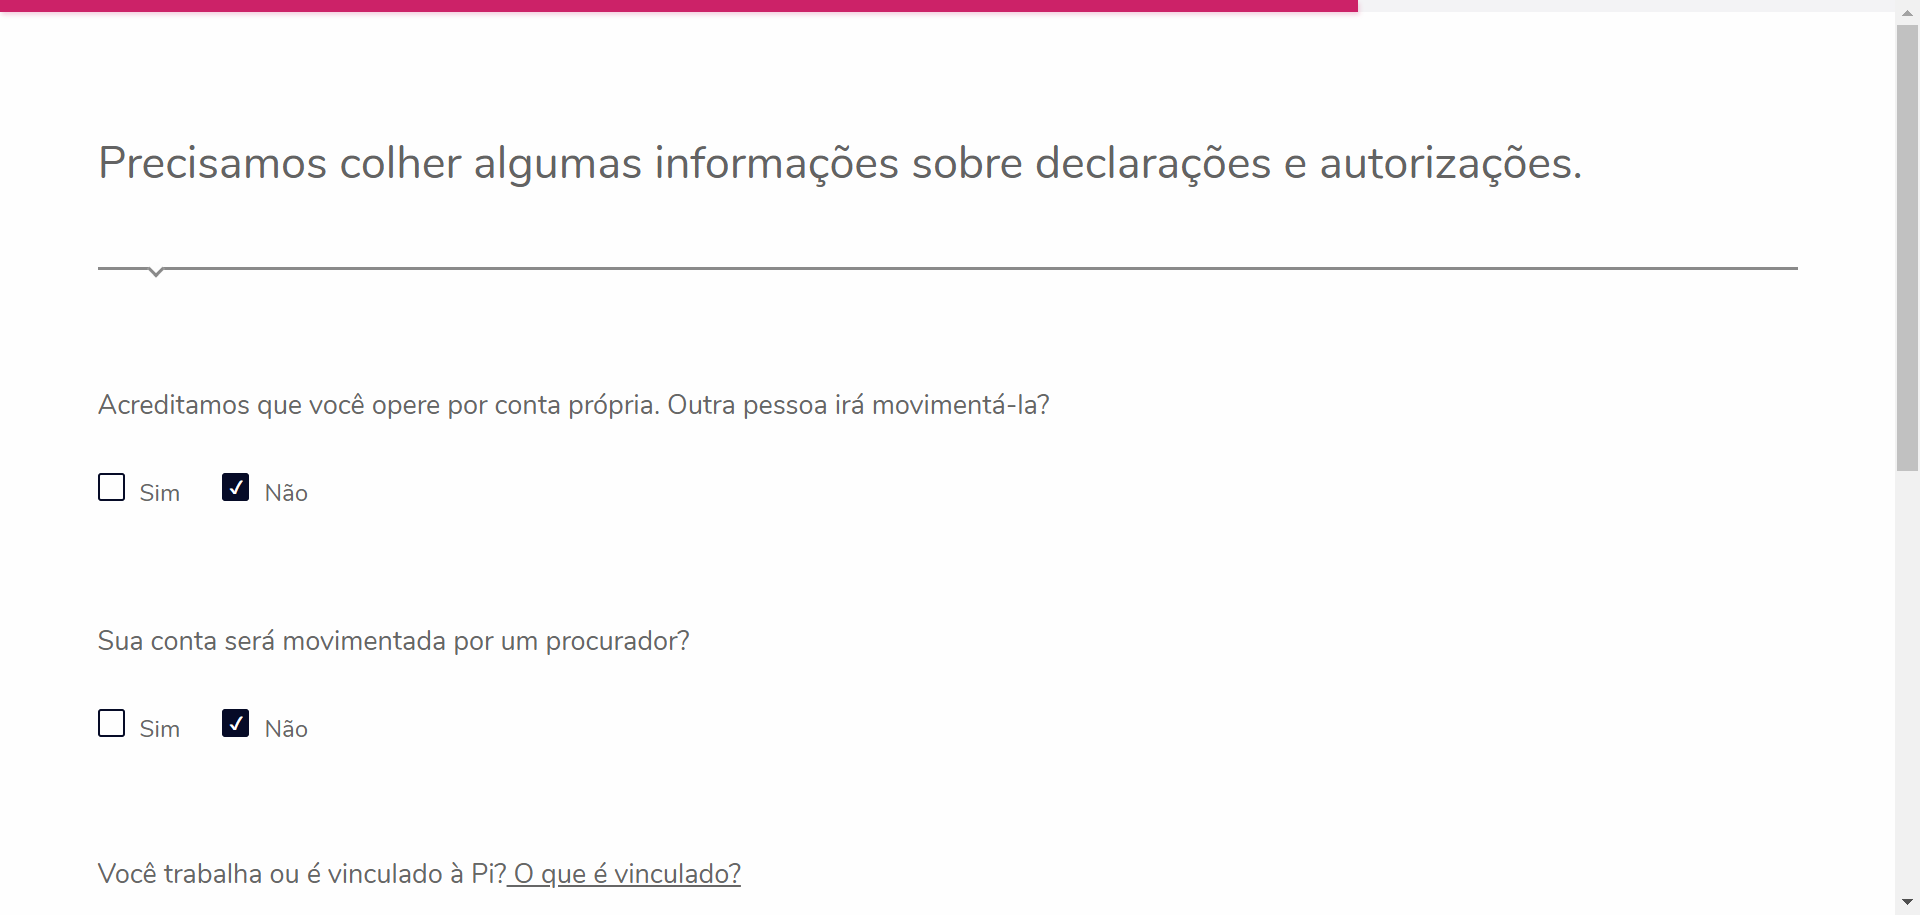 Precisamos colher algumas informações sobre declarações e autorizações.
Acreditamos que você opere por conta própria. Outra pessoa irá movimentá-la?
Sim Não
Sua conta será movimentada por um procurador?
Sim Não
Você trabalha ou é vinculado à Pi? O que é vinculado?